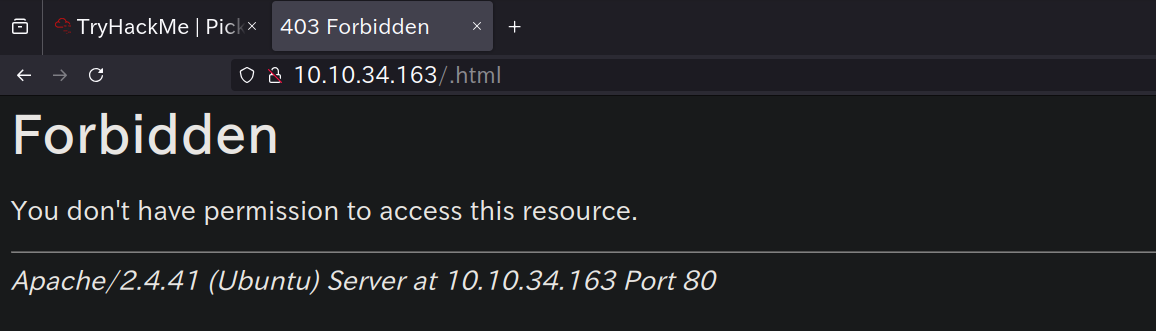 TryHackMe | Pick
403 Forbidden
10.10.34.163/.html
Forbidden
You don't have permission to access this resource.
Apache/2.4.41 (Ubuntu) Server at 10.10.34.163 Port 80